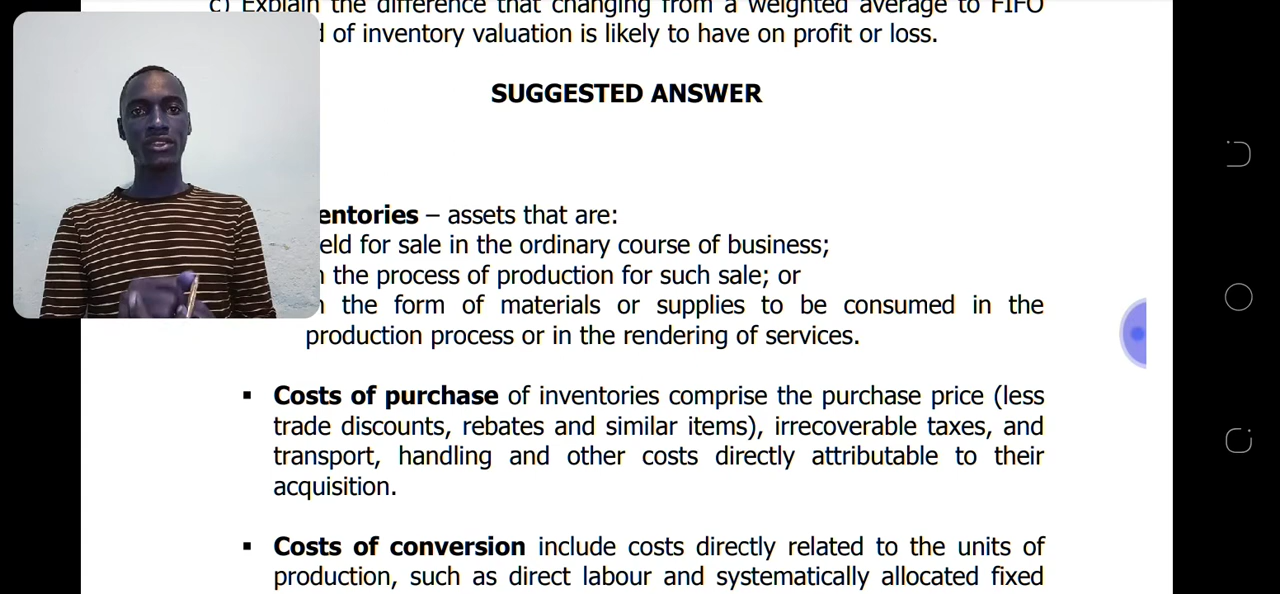 c) Explain the difference that changing from a weighted average to FIFO
of inventory valuation is likely to have on profit or loss.
SUGGESTED ANSWER
entories – assets that are:
eld for sale in the ordinary course of business;
the process of production for such sale; or
the form of materials or supplies to be consumed in the
production process or in the rendering of services.
▪ Costs of purchase of inventories comprise the purchase price (less
trade discounts, rebates and similar items), irrecoverable taxes, and
transport, handling and other costs directly attributable to their
acquisition.
▪ Costs of conversion include costs directly related to the units of
production, such as direct labour and systematically allocated fixed